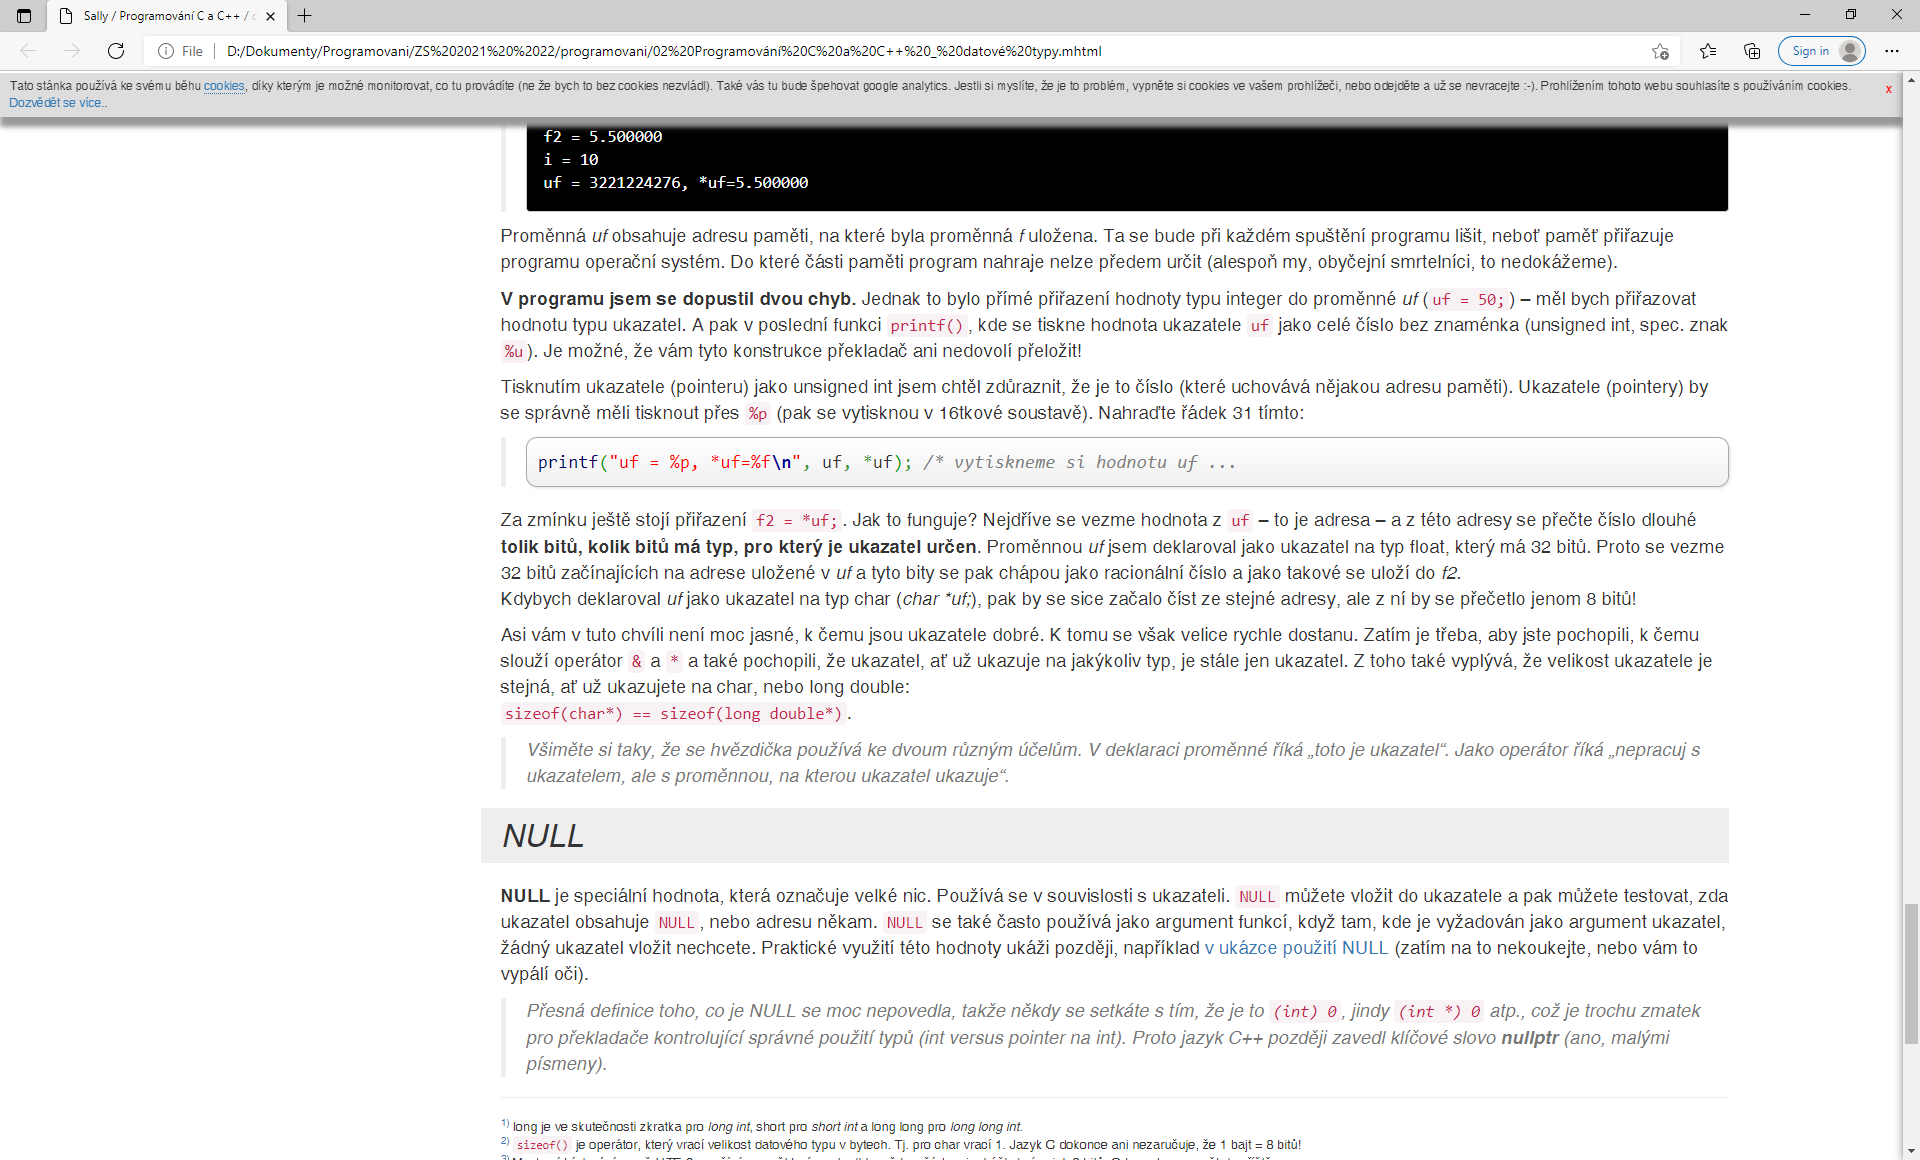 Sally / Programování C a C++ /
File
D:/Dokumenty/Programovani/ZS%202021%20%2022/programovani/02%20Programování%20C%20a%20C++%20_%20datové%20typy.mhtml
Sign in
Tato stánka používá ke svému běhu cookies, díky kterým je možné monitorovat, co tu provádíte (ne že bych to bez cookies nezvládl). Také vás tu bude špehovat google analytics. Jestli si myslíte, že je to problém, vypněte si cookies ve vašem prohlížeči, nebo odejděte a už se nevracejte :-). Prohlížením tohoto webu souhlasíte s používáním cookies.
x
Dozvědět se více..
f2 = 5.500000
i = 10
uf = 3221224276, *uf=5.500000
Proměnná uf obsahuje adresu paměti, na které byla proměnná f uložena. Ta se bude při každém spuštění programu lišit, neboť paměť přiřazuje
programu operační systém. Do které části paměti program nahraje nelze předem určit (alespoň my, obyčejní smrtelníci, to nedokážeme).
V programu jsem se dopustil dvou chyb. Jednak to bylo přímé přiřazení hodnoty typu integer do proměnné uf (uf = 50;) – měl bych přiřazovat
hodnotu typu ukazatel. A pak v poslední funkci printf(), kde se tiskne hodnota ukazatele uf jako celé číslo bez znaménka (unsigned int, spec. znak
%u). Je možné, že vám tyto konstrukce překladač ani nedovolí přeložit!
Tisknutím ukazatele (pointeru) jako unsigned int jsem chtěl zdůraznit, že je to číslo (které uchovává nějakou adresu paměti). Ukazatele (pointery) by
se správně měli tisknout přes %p (pak se vytisknou v 16tkové soustavě). Nahraďte řádek 31 tímto:
printf("uf = %p, *uf=%f\n", uf, *uf); /* vytiskneme si hodnotu uf ...
Za zmínku ještě stojí přiřazení f2 = *uf;. Jak to funguje? Nejdříve se vezme hodnota z uf – to je adresa – a z této adresy se přečte číslo dlouhé
tolik bitů, kolik bitů má typ, pro který je ukazatel určen. Proměnnou uf jsem deklaroval jako ukazatel na typ float, který má 32 bitů. Proto se vezme
32 bitů začínajících na adrese uložené v uf a tyto bity se pak chápou jako racionální číslo a jako takové se uloží do f2.
Kdybych deklaroval uf jako ukazatel na typ char (char *uf;), pak by se sice začalo číst ze stejné adresy, ale z ní by se přečetlo jenom 8 bitů!
Asi vám v tuto chvíli není moc jasné, k čemu jsou ukazatele dobré. K tomu se však velice rychle dostanu. Zatím je třeba, aby jste pochopili, k čemu
slouží operátor & a * a také pochopili, že ukazatel, ať už ukazuje na jakýkoliv typ, je stále jen ukazatel. Z toho také vyplývá, že velikost ukazatele je
stejná, ať už ukazujete na char, nebo long double:
sizeof(char*) == sizeof(long double*).
Všiměte si taky, že se hvězdička používá ke dvoum různým účelům. V deklaraci proměnné říká „toto je ukazatel“. Jako operátor říká „nepracuj s
ukazatelem, ale s proměnnou, na kterou ukazatel ukazuje“.
NULL
NULL je speciální hodnota, která označuje velké nic. Používá se v souvislosti s ukazateli. NULL můžete vložit do ukazatele a pak můžete testovat, zda
ukazatel obsahuje NULL, nebo adresu někam. NULL se také často používá jako argument funkcí, když tam, kde je vyžadován jako argument ukazatel,
žádný ukazatel vložit nechcete. Praktické využití této hodnoty ukáži později, například v ukázce použití NULL (zatím na to nekoukejte, nebo vám to
vypálí oči).
Přesná definice toho, co je NULL se moc nepovedla, takže někdy se setkáte s tím, že je to (int) 0, jindy (int *) 0 atp., což je trochu zmatek
pro překladače kontrolující správné použití typů (int versus pointer na int). Proto jazyk C++ později zavedl klíčové slovo nullptr (ano, malými
písmeny).
1) long je ve skutečnosti zkratka pro long int, short pro short int a long long pro long long int.
2) sizeof() je operátor, který vrací velikost datového typu v bytech. Tj. pro char vrací 1. Jazyk C dokonce ani nezaručuje, že 1 bajt = 8 bitů!